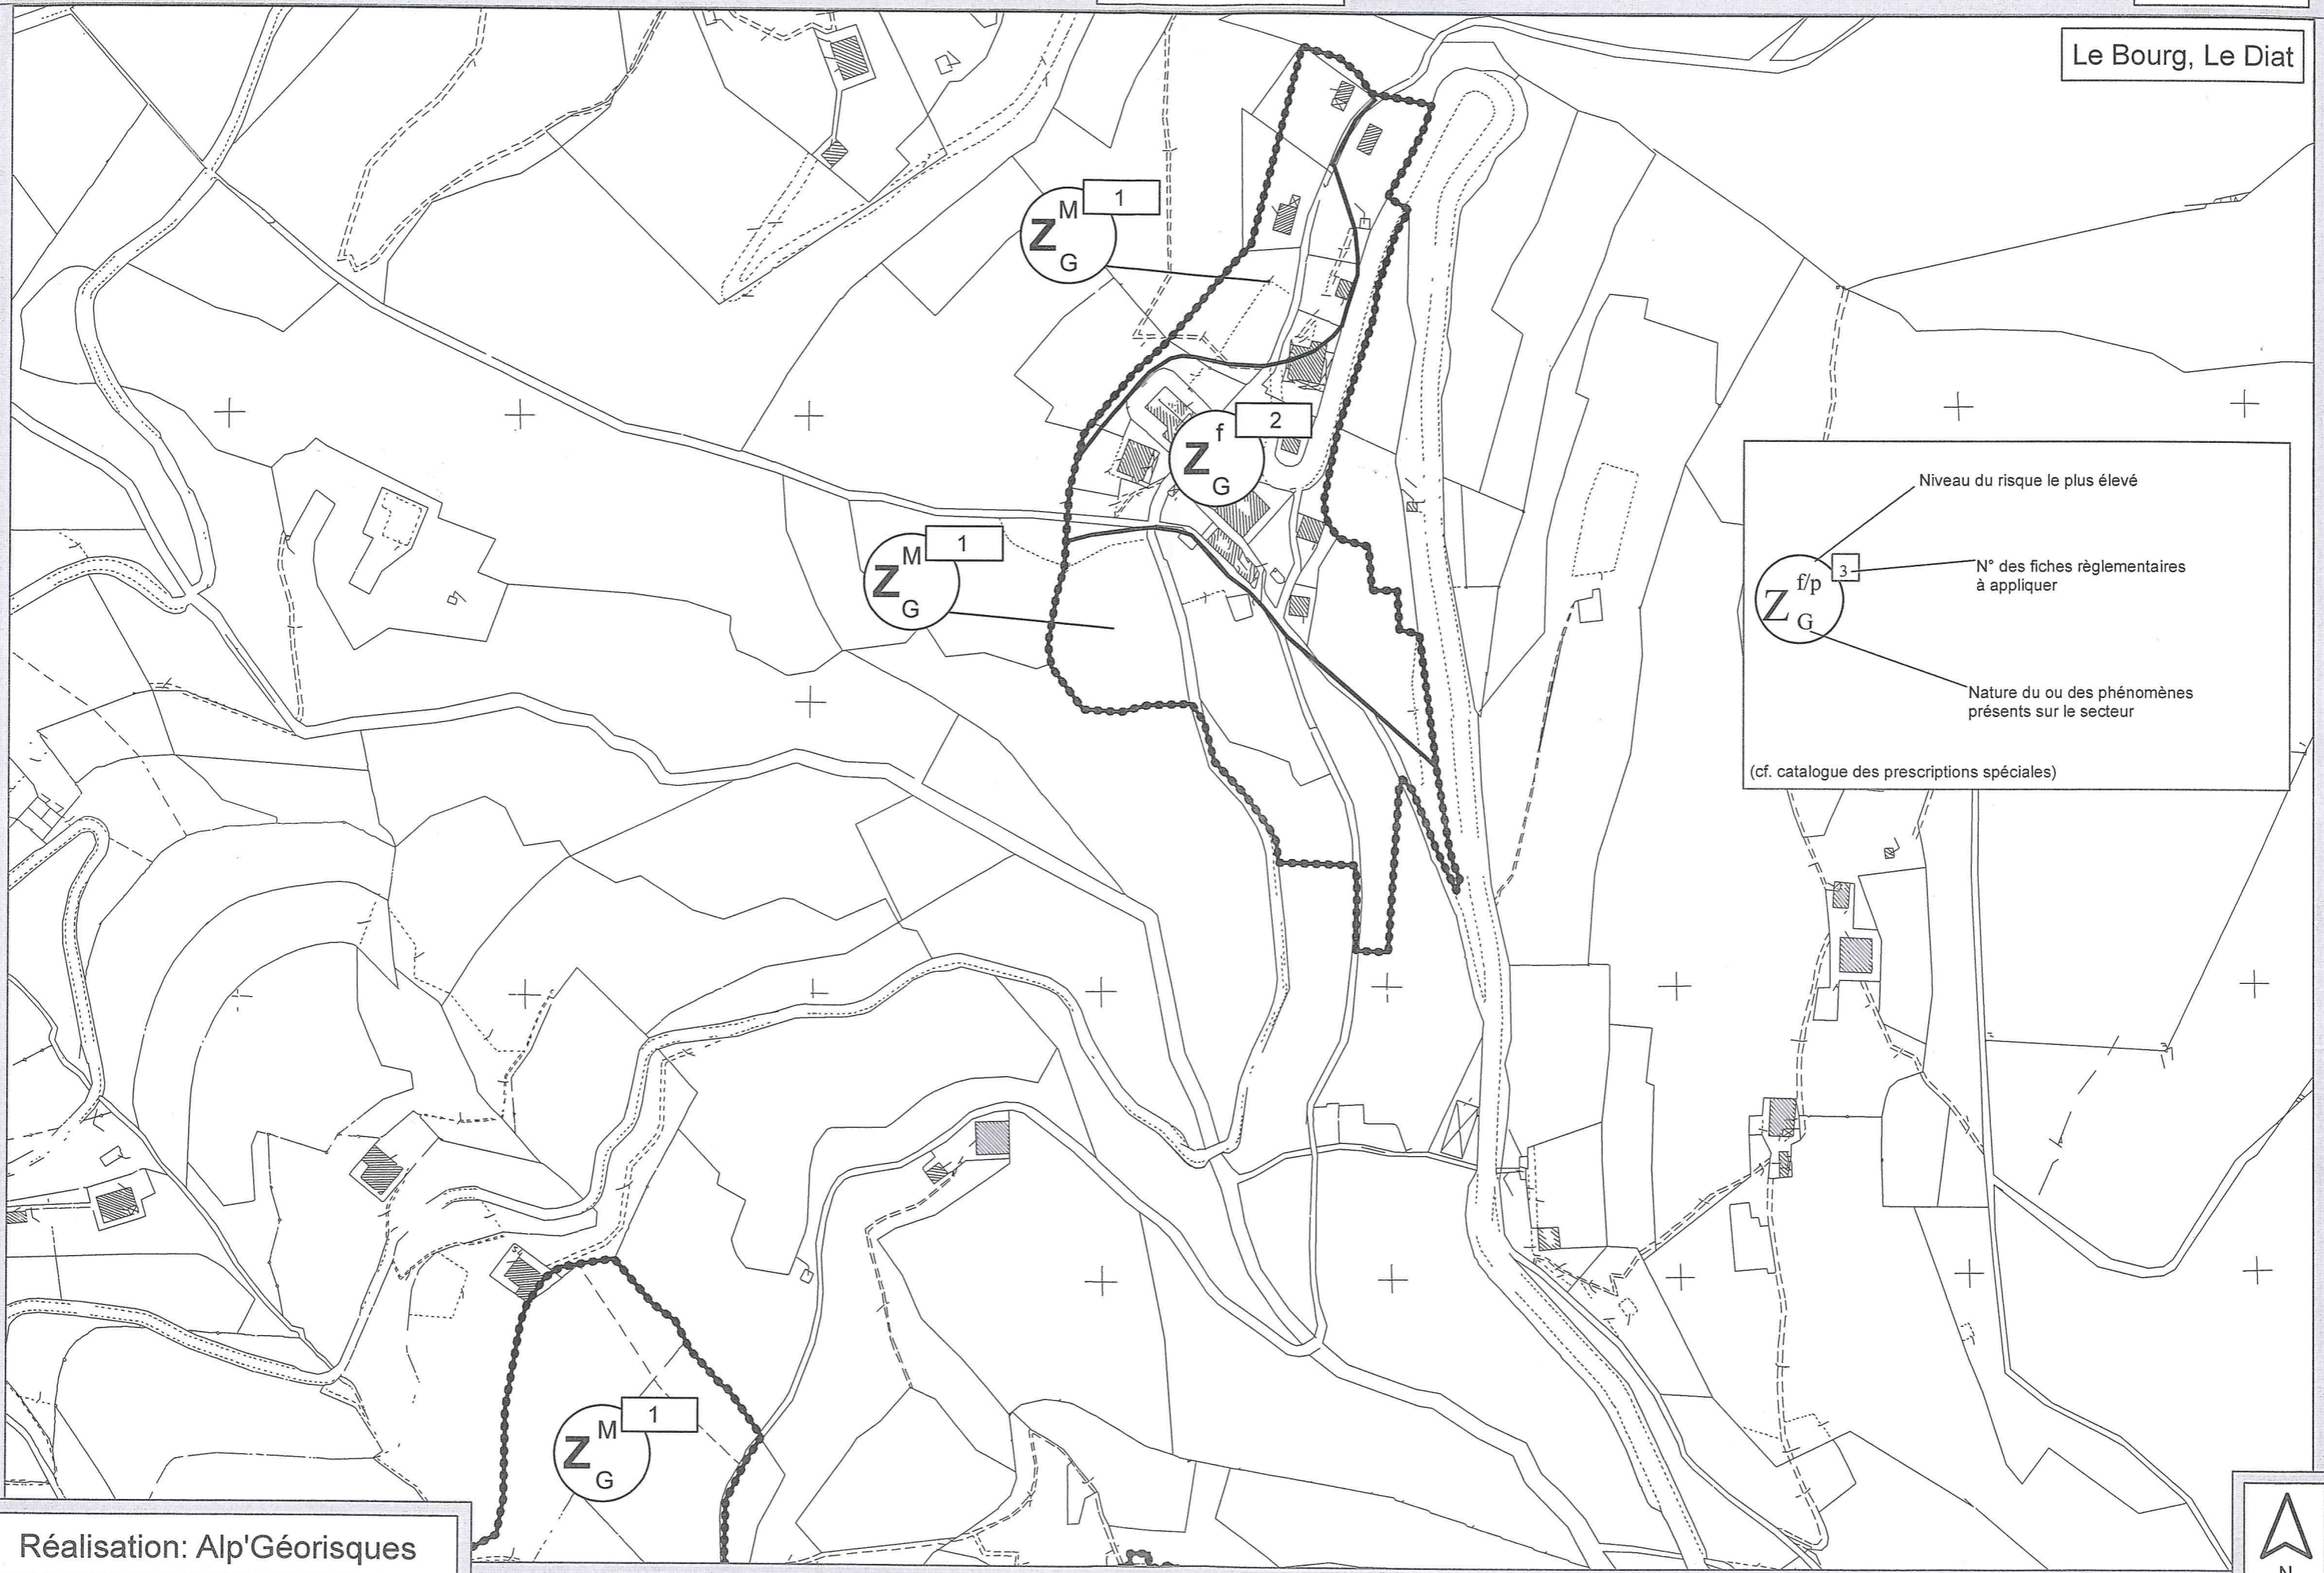 Le Bourg, Le Diat
M
1
Z
G
f
2
Z
G
M
1
Z
G
Niveau du risque le plus élevé
N° des fiches règlementaires
à appliquer
f/p
3
Z
G
Nature du ou des phénomènes
présents sur le secteur
(cf. catalogue des prescriptions spéciales)
M
1
Z
G
Réalisation: Alp'Géorisques
N